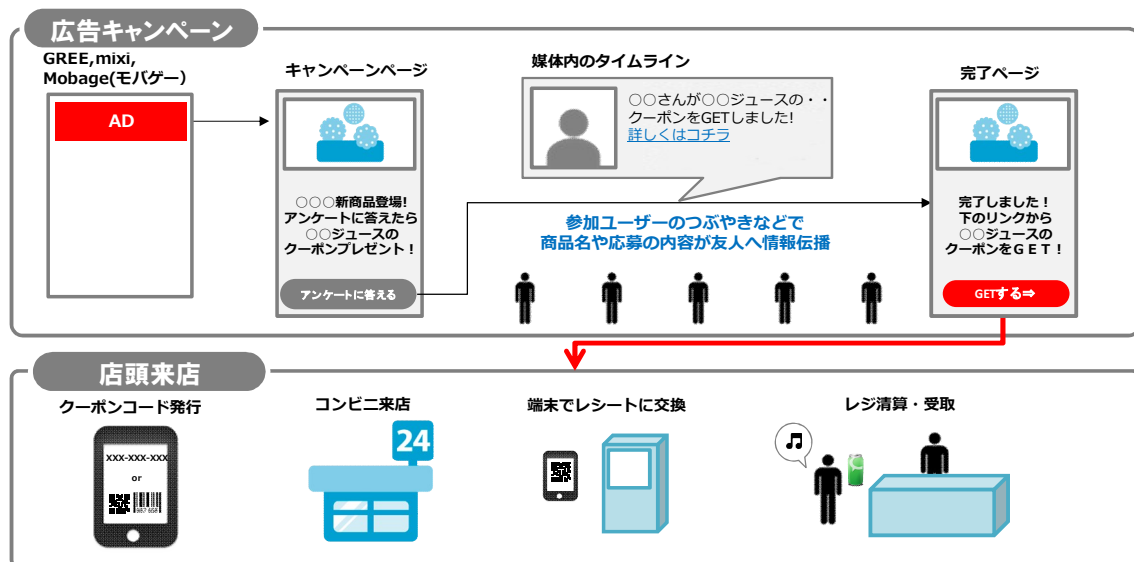 広告キャンペーン
GREE,mixi,
Mobage(モバゲー)
AD
キャンペーンページ
○○○新商品登場!
アンケートに答えたら
○○ジュースの
クーポンプレゼント！
アンケートに答える
媒体内のタイムライン
○○さんが○○ジュースの・・
クーポンをGETしました!
詳しくはコチラ
参加ユーザーのつぶやきなどで
商品名や応募の内容が友人へ情報伝播
完了ページ
完了しました！
下のリンクから
○○ジュースの
クーポンをＧＥＴ！
GETする⇒
店頭来店
クーポンコード発行
XXX-XXX-XXX
or
987 658
コンビニ来店
24
端末でレシートに交換
レジ清算・受取